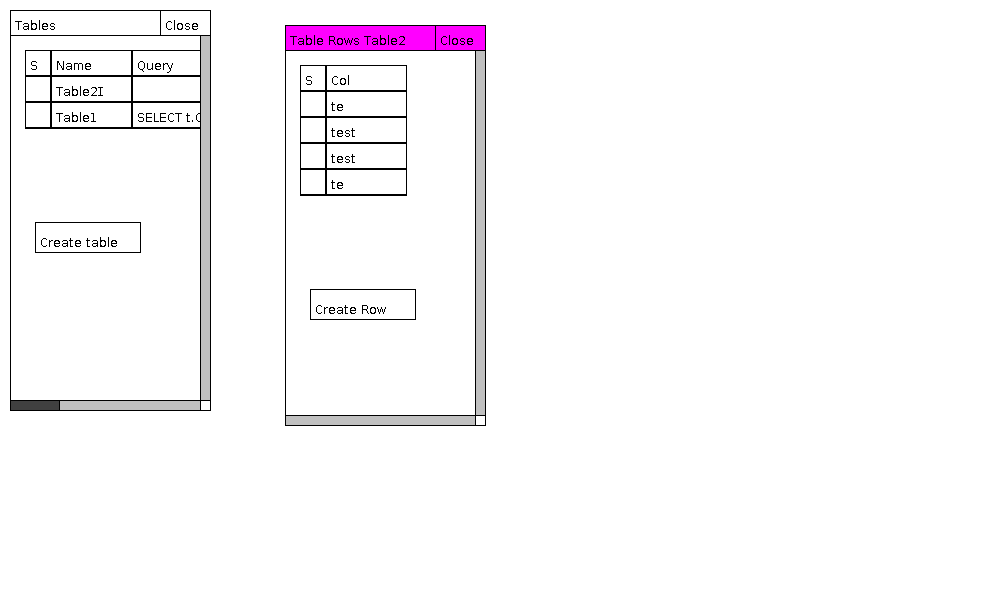 Tables Close
S Name Query
Table2I
Table1 SELECT t.
Create table
Table Rows Table2 Close
S Col
te
test
test
te
Create Row